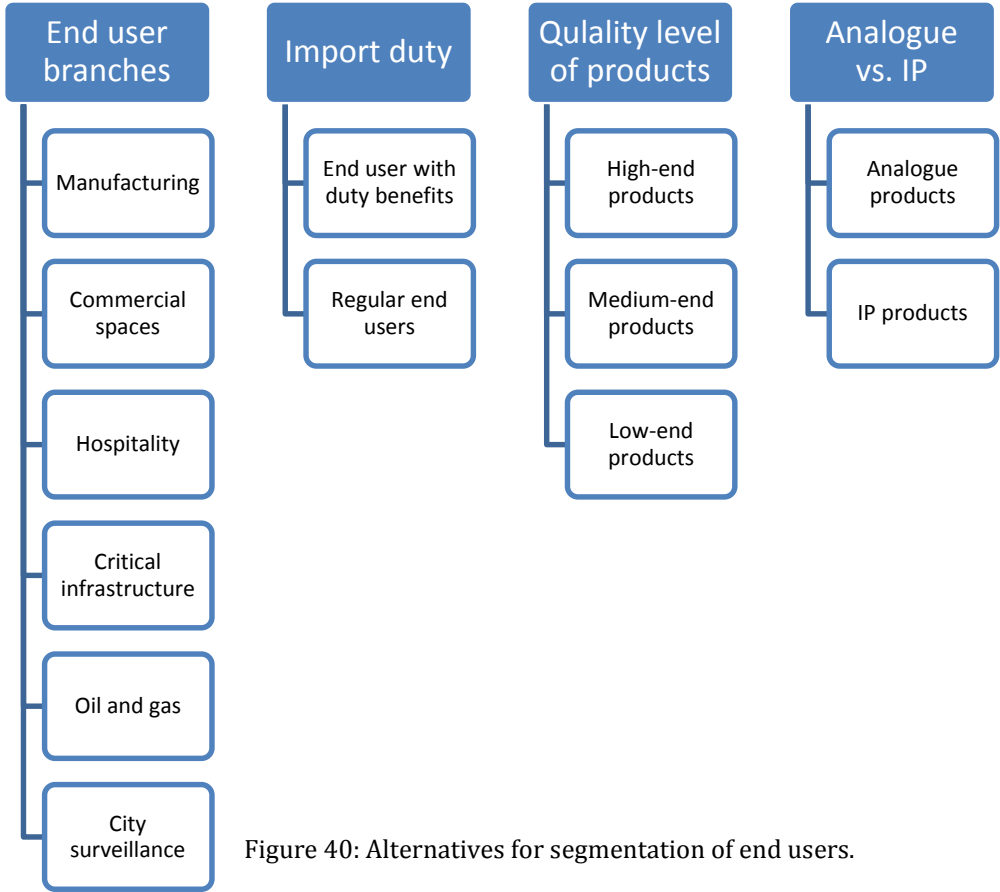 End user
branches
Manufacturing
Commercial
spaces
Hospitality
Critical
infrastructure
Oil and gas
City
surveillance
Import duty
End user with
duty benefits
Regular end
users
Qulality level
of products
High-end
products
Medium-end
products
Low-end
products
Analogue
vs. IP
Analogue
products
IP products
Figure 40: Alternatives for segmentation of end users.